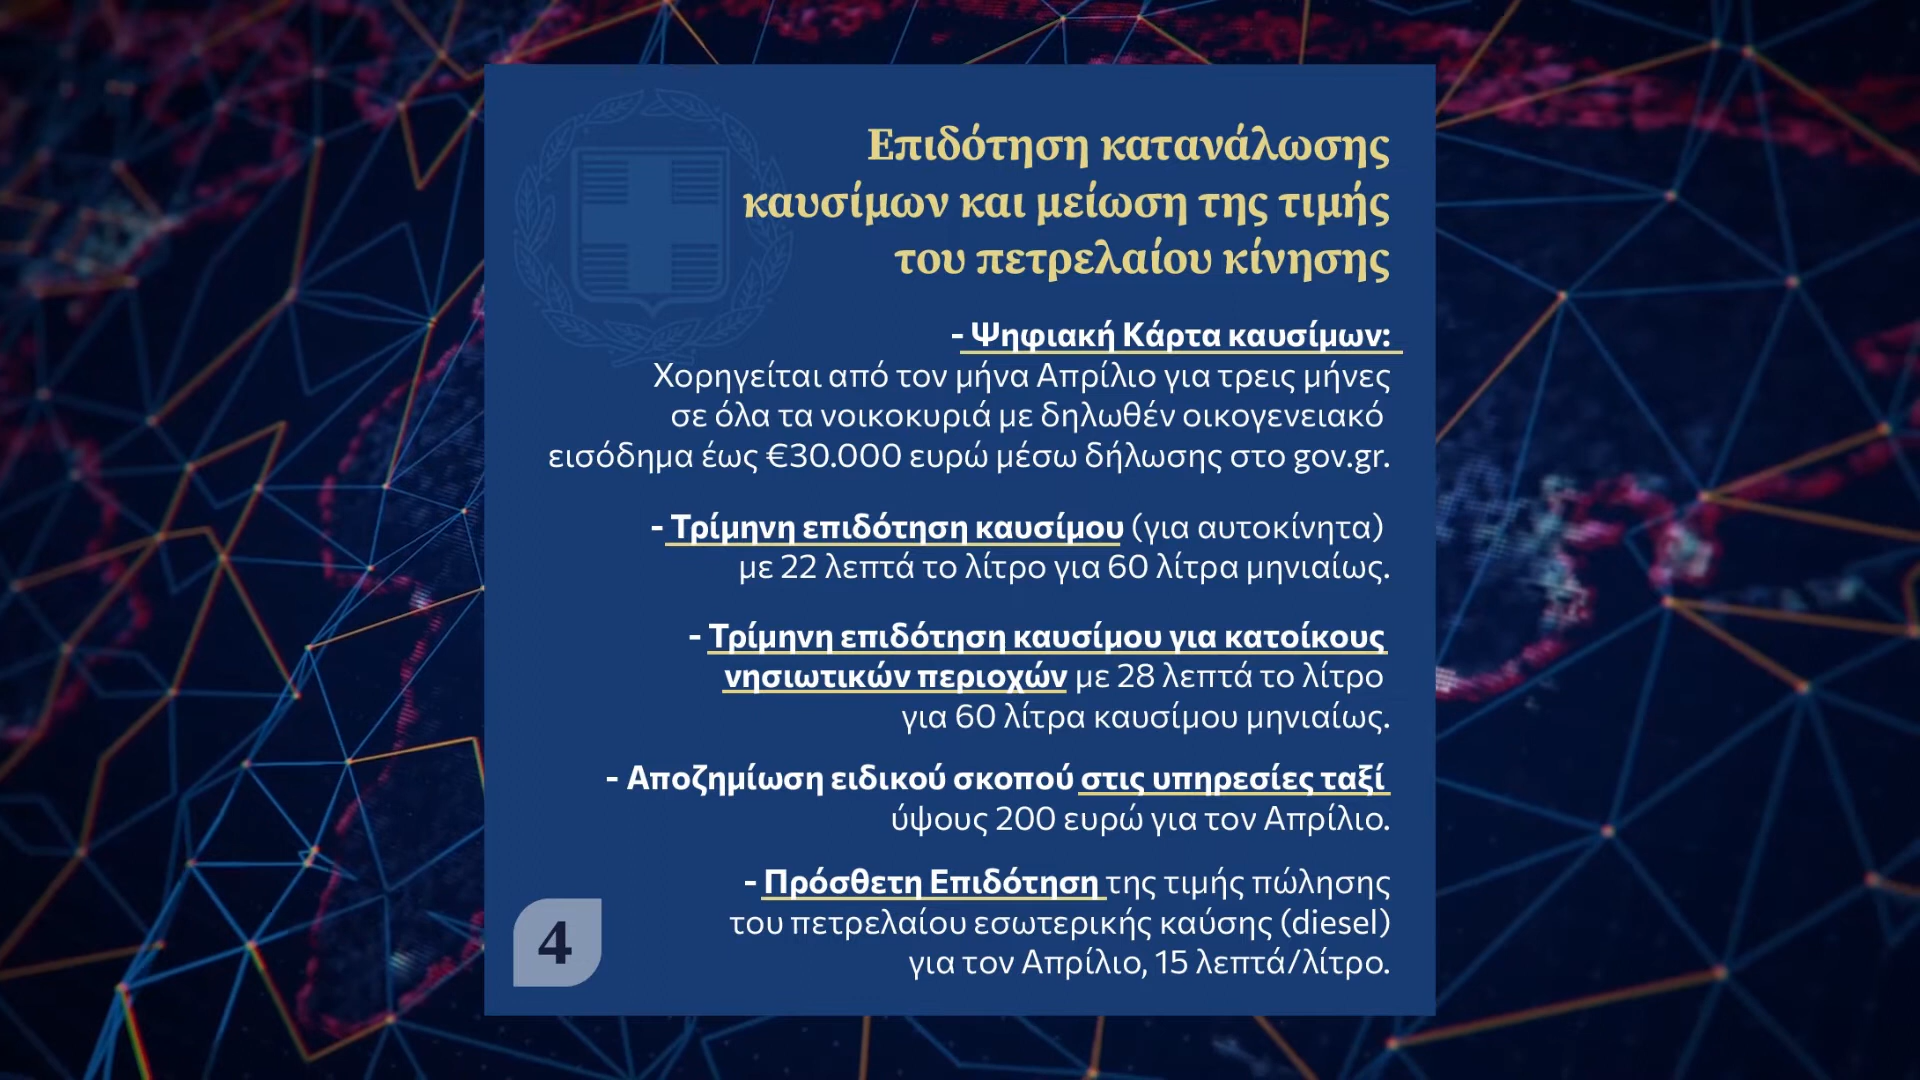 Επιδότηση κατανάλωσης
καυσίμων και μείωση της τιμής
του πετρελαίου κίνησης
- Ψηφιακή Κάρτα καυσίμων:
Χορηγείται από τον μήνα Απρίλιο για τρεις μήνες
σε όλα τα νοικοκυριά με δηλωθέν οικογενειακό
εισόδημα έως €30.000 ευρώ μέσω δήλωσης στο gov.gr.
- Τρίμηνη επιδότηση καυσίμου (για αυτοκίνητα)
με 22 λεπτά το λίτρο για 60 λίτρα μηνιαίως.
- Τρίμηνη επιδότηση καυσίμου για κατοίκους
νησιωτικών περιοχών με 28 λεπτά το λίτρο
για 60 λίτρα καυσίμου μηνιαίως.
- Αποζημίωση ειδικού σκοπού στις υπηρεσίες ταξί
ύψους 200 ευρώ για τον Απρίλιο.
- Πρόσθετη Επιδότηση της τιμής πώλησης
του πετρελαίου εσωτερικής καύσης (diesel)
για τον Απρίλιο, 15 λεπτά/λίτρο.
4